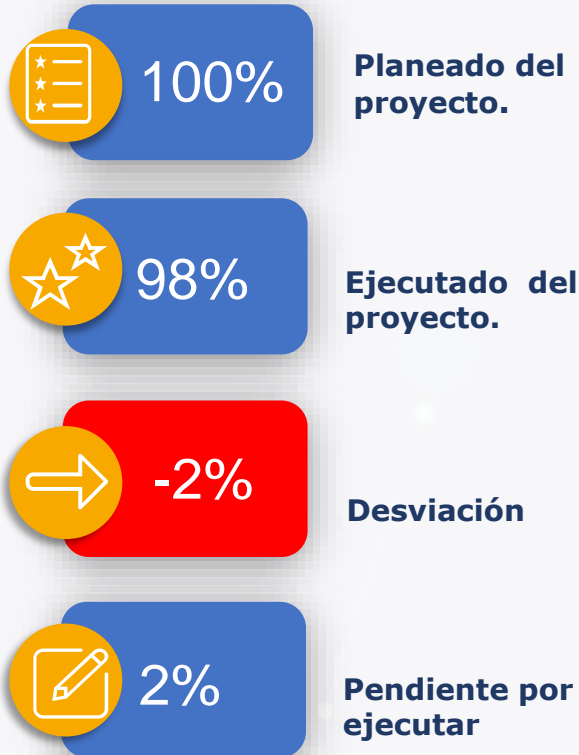 100%
Planeado del
proyecto.
98%
Ejecutado del
proyecto.
-2%
Desviación
2%
Pendiente por
ejecutar